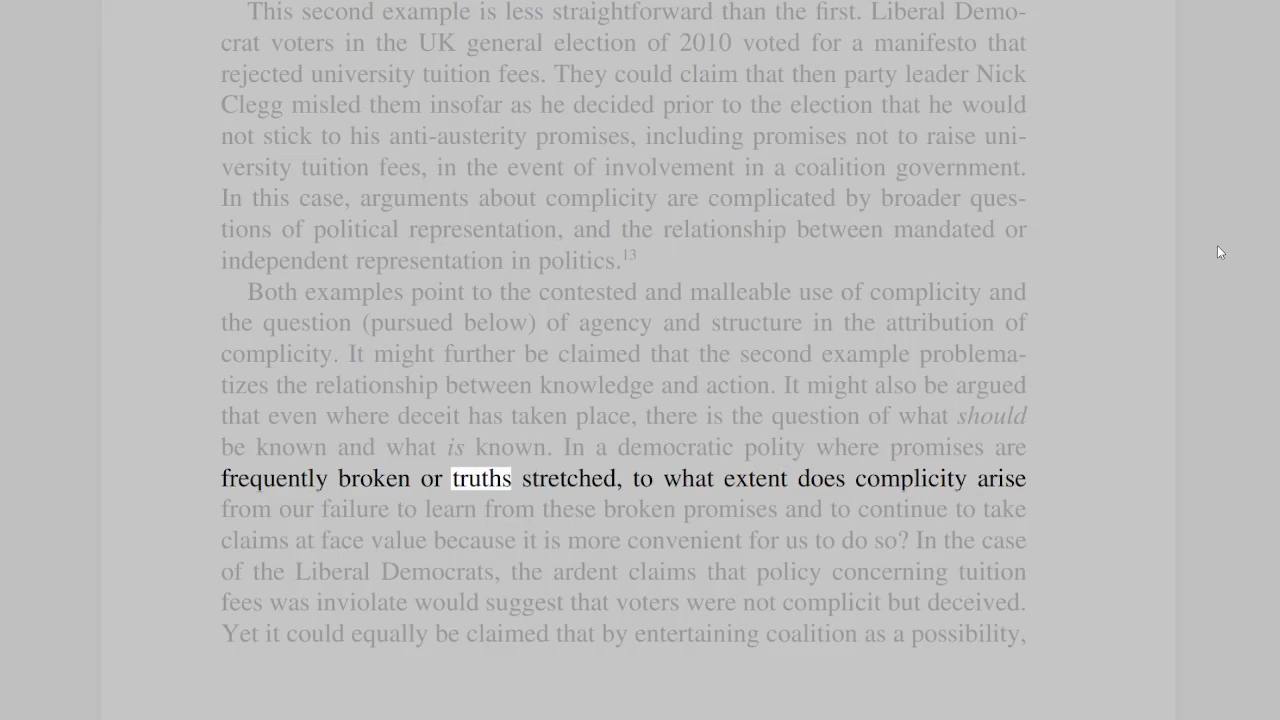 This second example is less straightforward than the first. Liberal Demo-
crat voters in the UK general election of 2010 voted for a manifesto that
rejected university tuition fees. They could claim that then party leader Nick
Clegg misled them insofar as he decided prior to the election that he would
not stick to his anti-austerity promises, including promises not to raise uni-
versity tuition fees, in the event of involvement in a coalition government.
In this case, arguments about complicity are complicated by broader ques-
tions of political representation, and the relationship between mandated or
independent representation in politics.13
Both examples point to the contested and malleable use of complicity and
the question (pursued below) of agency and structure in the attribution of
complicity. It might further be claimed that the second example problema-
tizes the relationship between knowledge and action. It might also be argued
that even where deceit has taken place, there is the question of what should
be known and what is known. In a democratic polity where promises are
frequently broken or truths stretched, to what extent does complicity arise
from our failure to learn from these broken promises and to continue to take
claims at face value because it is more convenient for us to do so? In the case
of the Liberal Democrats, the ardent claims that policy concerning tuition
fees was inviolate would suggest that voters were not complicit but deceived.
Yet it could equally be claimed that by entertaining coalition as a possibility,